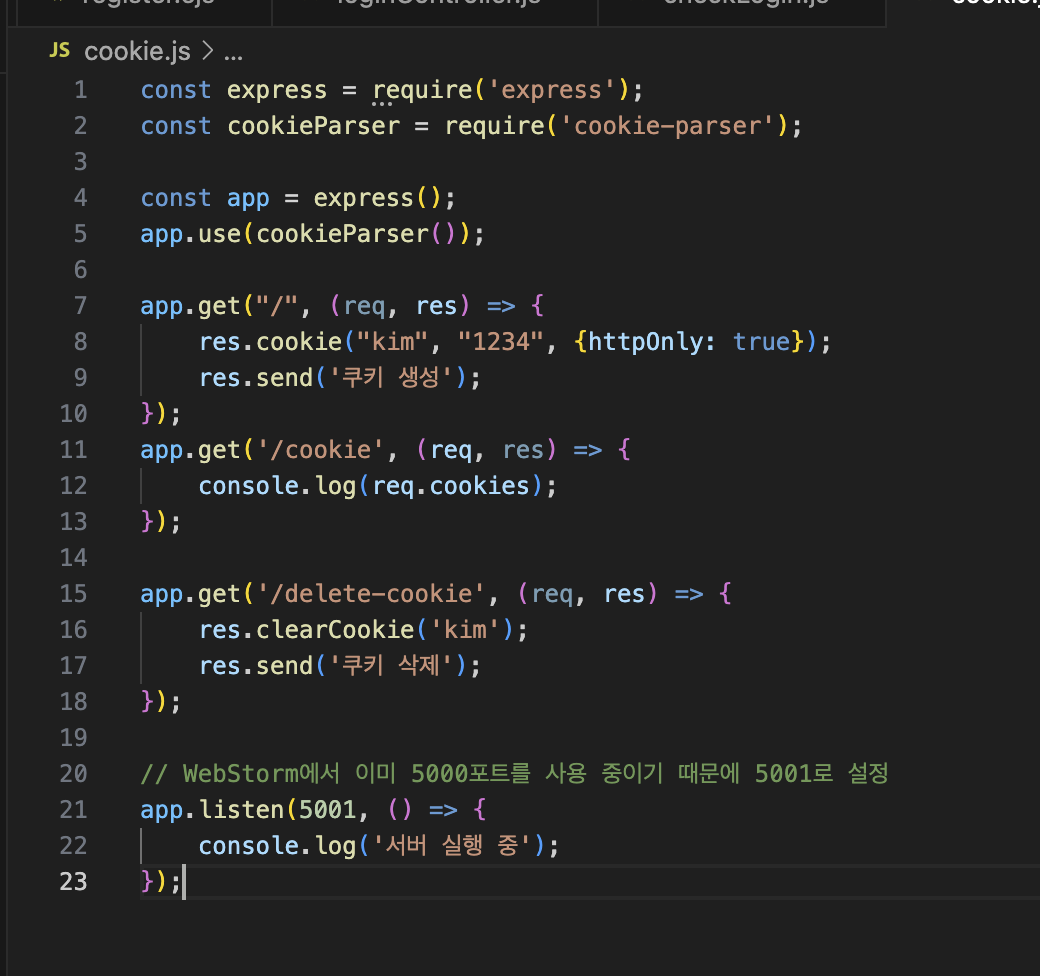 JS cookie.js > ...
1 const express = require('express');
2 const cookieParser = require('cookie-parser');
3
4 const app = express();
5 app.use(cookieParser());
6
7 app.get("/", (req, res) => {
8     res.cookie("kim", "1234", {httpOnly: true});
9     res.send('쿠키 생성');
10 });
11 app.get('/cookie', (req, res) => {
12     console.log(req.cookies);
13 });
14
15 app.get('/delete-cookie', (req, res) => {
16     res.clearCookie('kim');
17     res.send('쿠키 삭제');
18 });
19
20 // WebStorm에서 이미 5000포트를 사용 중이기 때문에 5001로 설정
21 app.listen(5001, () => {
22     console.log('서버 실행 중');
23 });